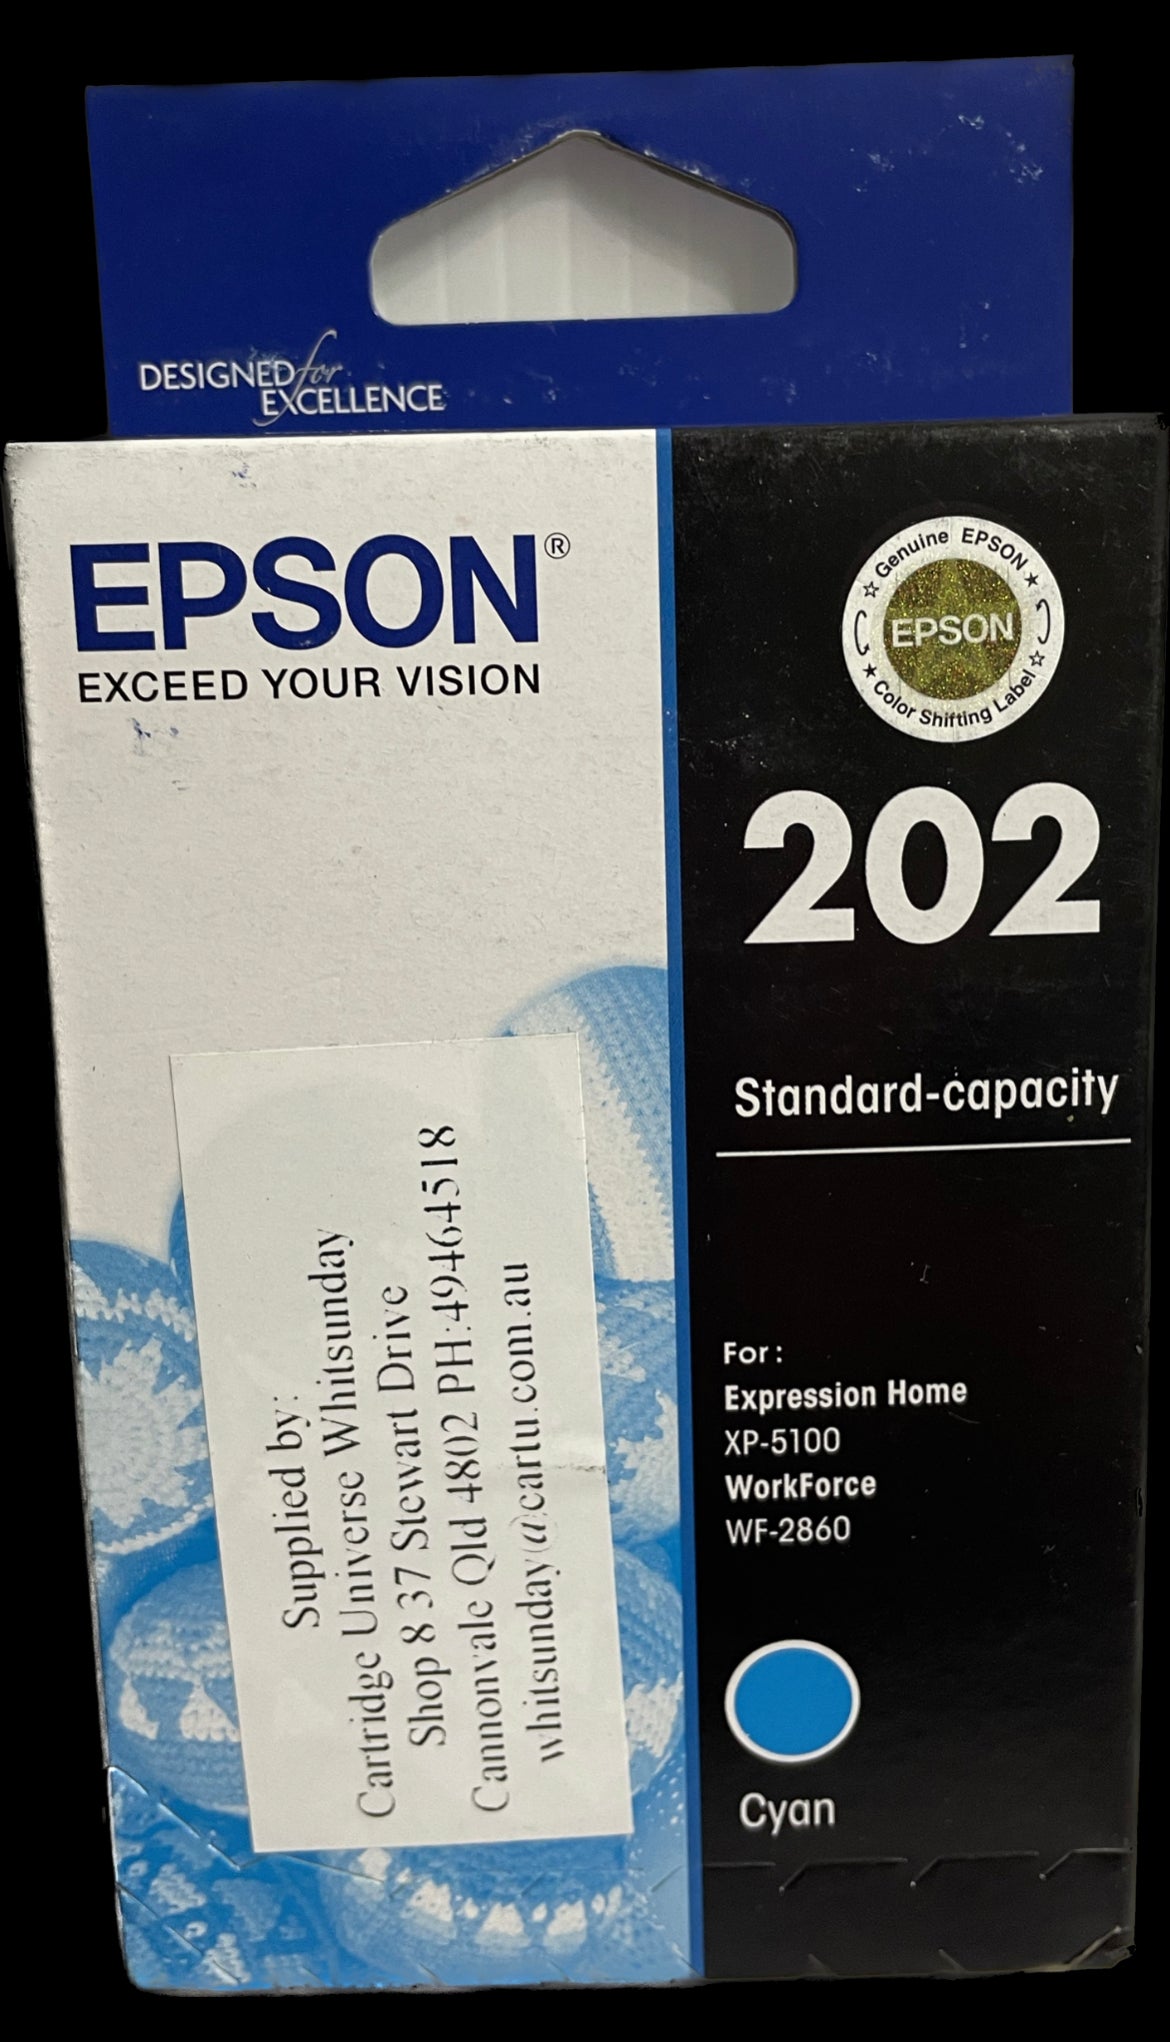 DESIGNED for
EXCELLENCE
EPSON®
EXCEED YOUR VISION
Genuine EPSON
EPSON
Color Shifting Label
202
Standard-capacity
For:
Expression Home
XP-5100
WorkForce
WF-2860
Cyan
Supplied by:
Cartridge Universe Whitsunday
Shop 8 37 Stewart Drive
Cannonvale Qld 4802 PH:49464518
whitsunday@cartu.com.au